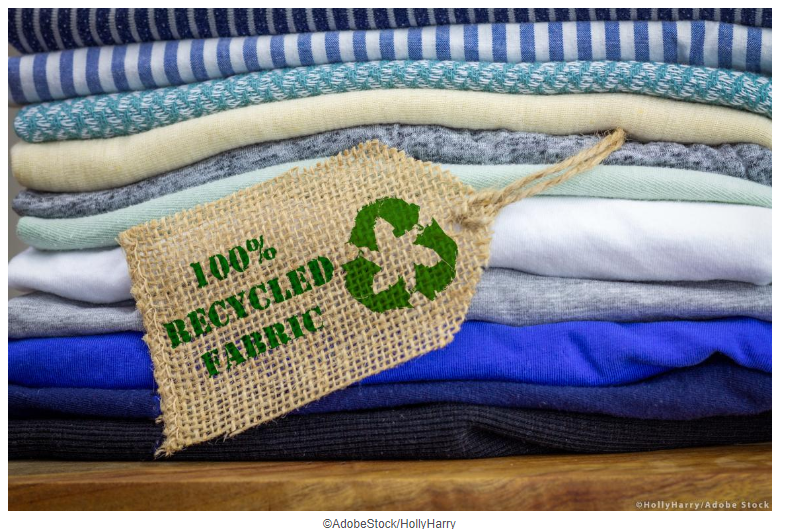 100%
RECYCLED
FABRIC
©HollyHarry/Adobe Stock
©AdobeStock/HollyHarry